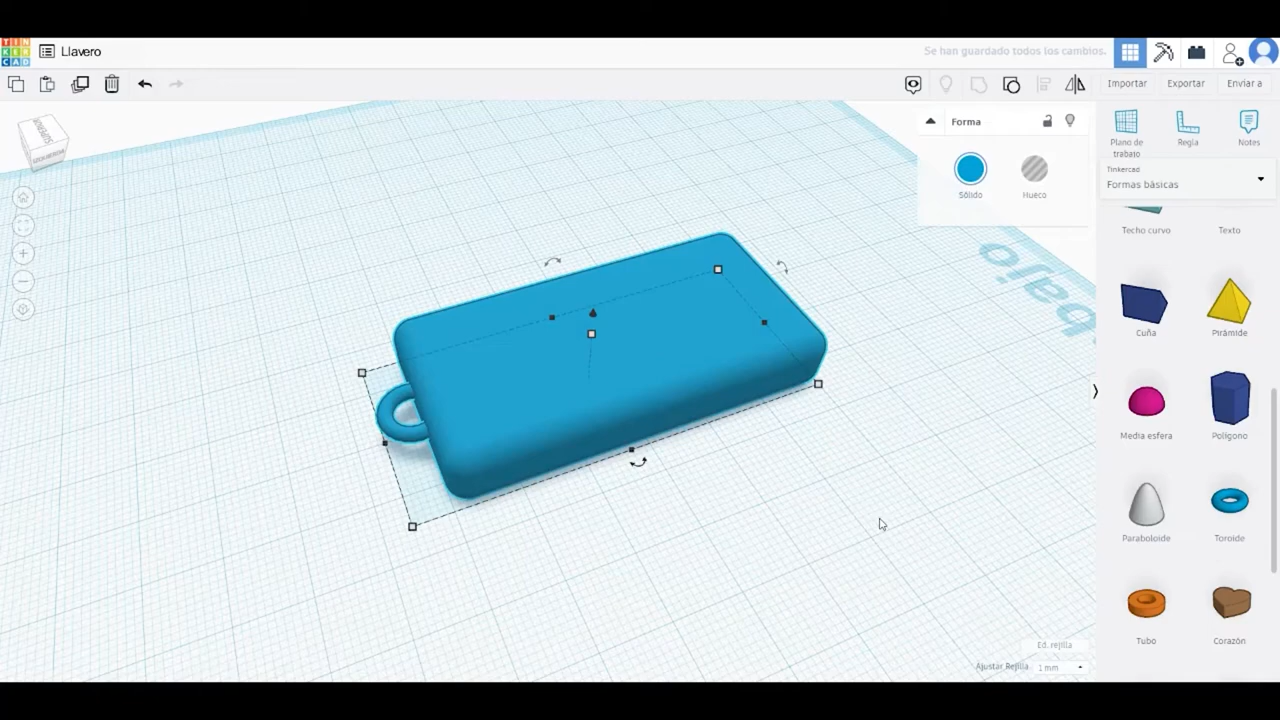 TIN
KER
CAD
Llavero
Se han guardado todos los cambios.
Importar
Exportar
Enviar a
SUPERIOR
Forma
Sólido
Hueco
Plano de
trabajo
Regla
Notes
Tinkercad
Formas básicas
Techo curvo
Texto
Cuña
Pirámide
Media esfera
Polígono
Paraboloide
Toroide
Tubo
Corazón
bajo
Ed. rejilla
Ajustar Rejilla
1 mm